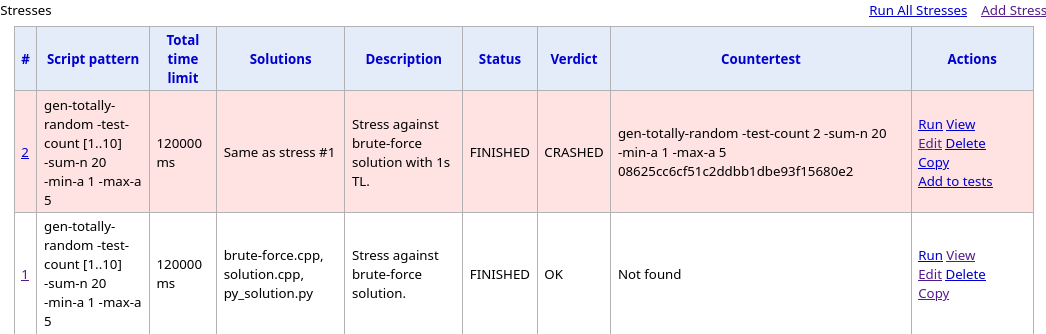 Stresses
Run All Stresses Add Stress
# Script pattern Total time limit Solutions Description Status Verdict Countertest Actions
2
gen-totally-
random -test-
count [1..10]
-sum-n 20
-min-a 1 -max-a
5
120000
ms
Same as stress #1
Stress against
brute-force
solution with 1s
TL.
FINISHED
CRASHED
gen-totally-random -test-count 2 -sum-n 20
-min-a 1 -max-a 5
08625cc6cf51c2ddbb1dbe93f15680e2
Run View
Edit Delete
Copy
Add to tests
1
gen-totally-
random -test-
count [1..10]
-sum-n 20
-min-a 1 -max-a
5
120000
ms
brute-force.cpp,
solution.cpp,
py_solution.py
Stress against
brute-force
solution.
FINISHED
OK
Not found
Run View
Edit Delete
Copy